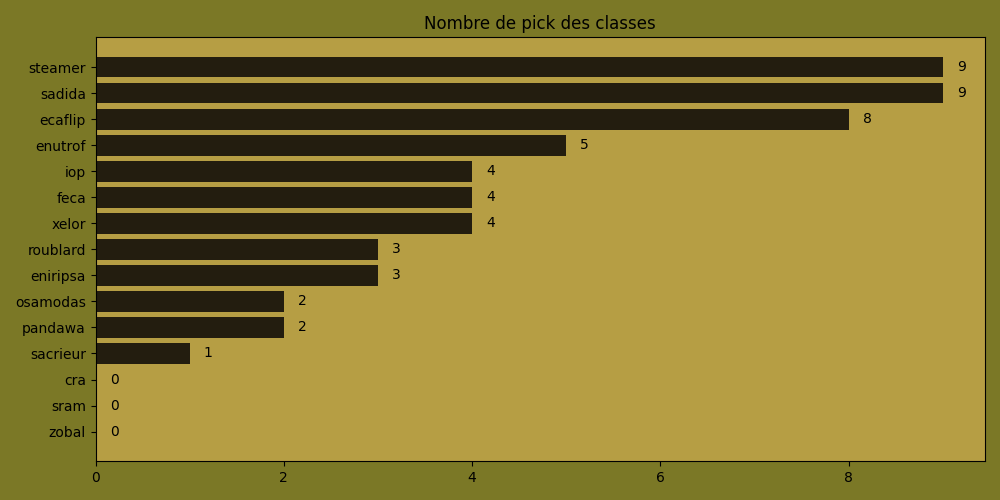 Nombre de pick des classes
steamer 9
sadida 9
ecaflip 8
enutrof 5
iop 4
feca 4
xelor 4
roublard 3
eniripsa 3
osamodas 2
pandawa 2
sacrieur 1
cra 0
sram 0
zobal 0
0 2 4 6 8